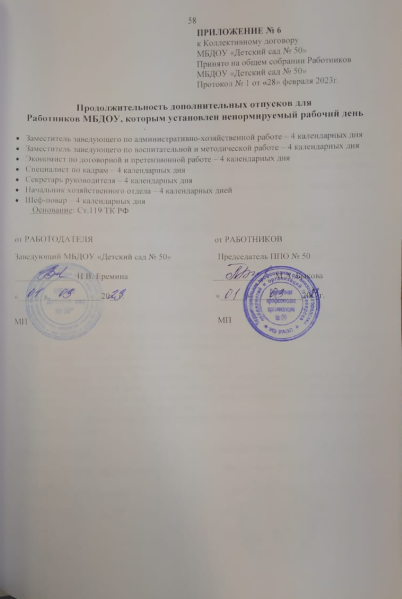 58
ПРИЛОЖЕНИЕ № 6
к Коллективному договору
МБДОУ «Детский сад № 50»
Принято на общем собрании Работников
МБДОУ «Детский сад № 50»
Протокол № 1 от «28» февраля 2023г.
Продолжительность дополнительных отпусков для
Работников МБДОУ, которым установлен ненормируемый рабочий день
• Заместитель заведующего по административно-хозяйственной работе – 4 календарных дня
• Заместитель заведующего по воспитательной и методической работе – 4 календарных дня
• Экономист по договорной и претензионной работе – 4 календарных дня
• Специалист по кадрам – 4 календарных дня
• Секретарь руководителя – 4 календарных дня
• Начальник хозяйственного отдела – 4 календарных дней
• Шеф-повар – 4 календарных дня
Основание: Ст.119 ТК РФ
от РАБОТОДАТЕЛЯ
Заведующий МБДОУ «Детский сад № 50»
Н.В. Еремина
« 01 03 2023
МП
от РАБОТНИКОВ
Председатель ППО № 50
« 01
МП